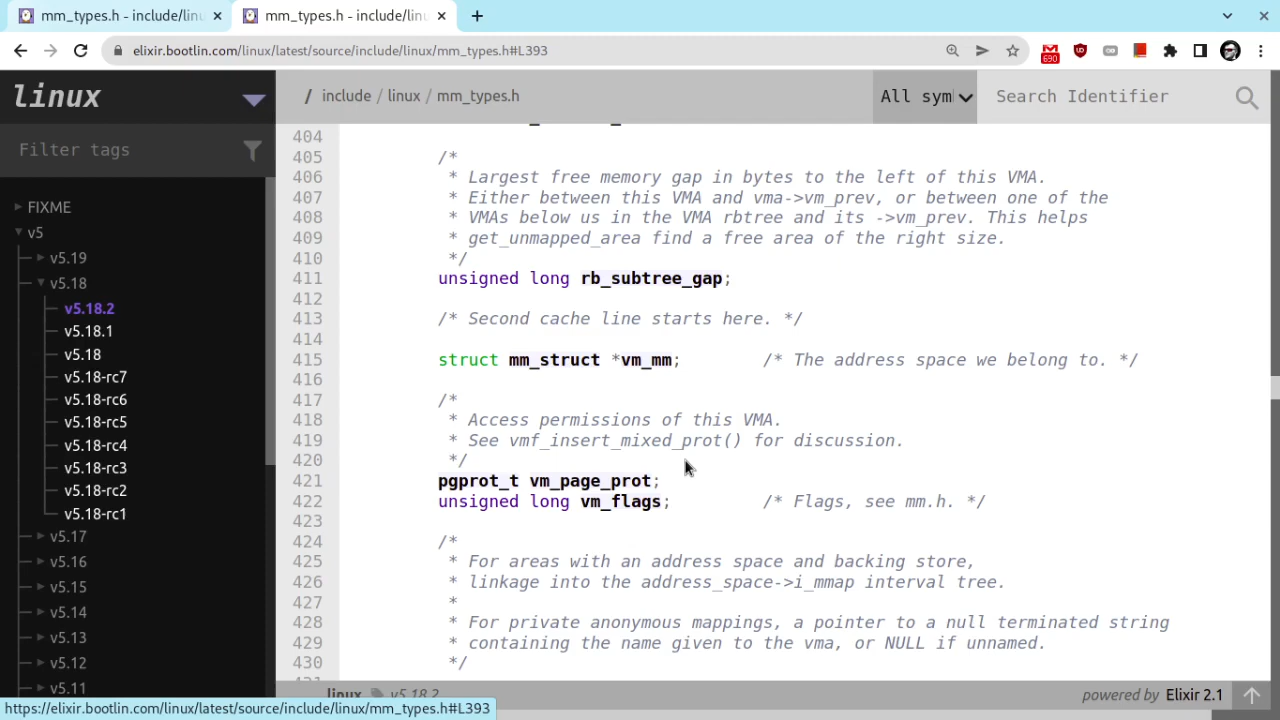 mm_types.h - include/linu
mm_types.h - include/linu
elixir.bootlin.com/linux/latest/source/include/linux/mm_types.h#L393
690
linux
/ include / linux / mm_types.h
All sym
Search Identifier
Filter tags
FIXME
v5
v5.19
v5.18
v5.18.2
v5.18.1
v5.18
v5.18-rc7
v5.18-rc6
v5.18-rc5
v5.18-rc4
v5.18-rc3
v5.18-rc2
v5.18-rc1
v5.17
v5.16
v5.15
v5.14
v5.13
v5.12
v5.11
404
405 /*
406 * Largest free memory gap in bytes to the left of this VMA.
407 * Either between this VMA and vma->vm_prev, or between one of the
408 * VMAs below us in the VMA rbtree and its ->vm_prev. This helps
409 * get_unmapped_area find a free area of the right size.
410 */
411 unsigned long rb_subtree_gap;
412
413 /* Second cache line starts here. */
414
415 struct mm_struct *vm_mm; /* The address space we belong to. */
416
417 /*
418 * Access permissions of this VMA.
419 * See vmf_insert_mixed_prot() for discussion.
420 */
421 pgprot_t vm_page_prot;
422 unsigned long vm_flags; /* Flags, see mm.h. */
423
424 /*
425 * For areas with an address space and backing store,
426 * linkage into the address_space->i_mmap interval tree.
427 *
428 * For private anonymous mappings, a pointer to a null terminated string
429 * containing the name given to the vma, or NULL if unnamed.
430 */
linux v5.18.2
powered by Elixir 2.1
https://elixir.bootlin.com/linux/latest/source/include/linux/mm_types.h#L393